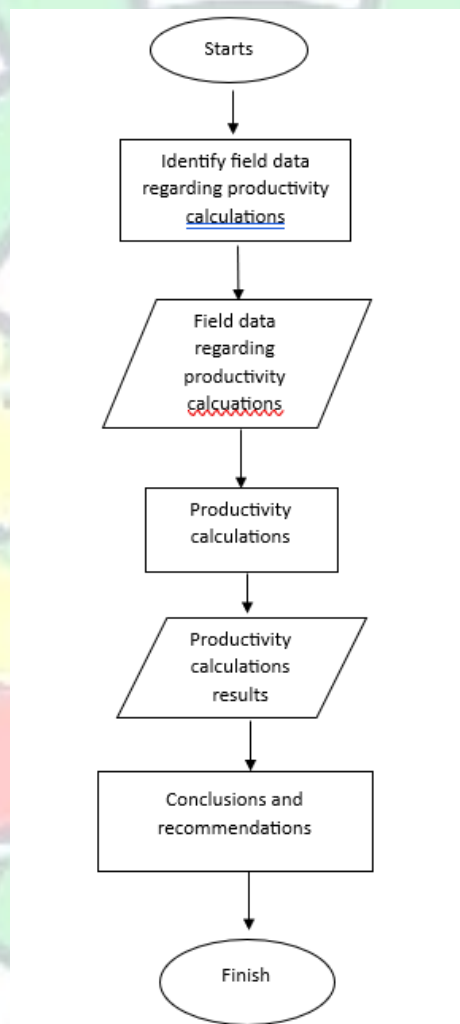 Starts
Identify field data
regarding productivity
calculations
Field data
regarding
productivity
calcuations
Productivity
calculations
Productivity
calculations
results
Conclusions and
recommendations
Finish